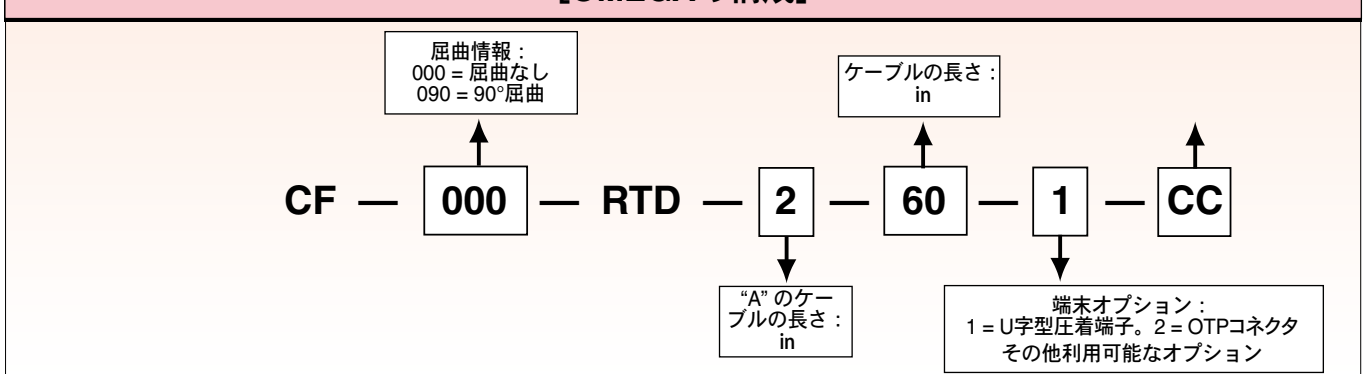 屈曲情報：
000 = 屈曲なし
090 = 90°屈曲
ケーブルの長さ：
in
CF — 000 — RTD — 2 — 60 — 1 — CC
“A” のケー
ブルの長さ：
in
端末オプション：
1 = U字型圧着端子。2 = OTPコネクタ
その他利用可能なオプション